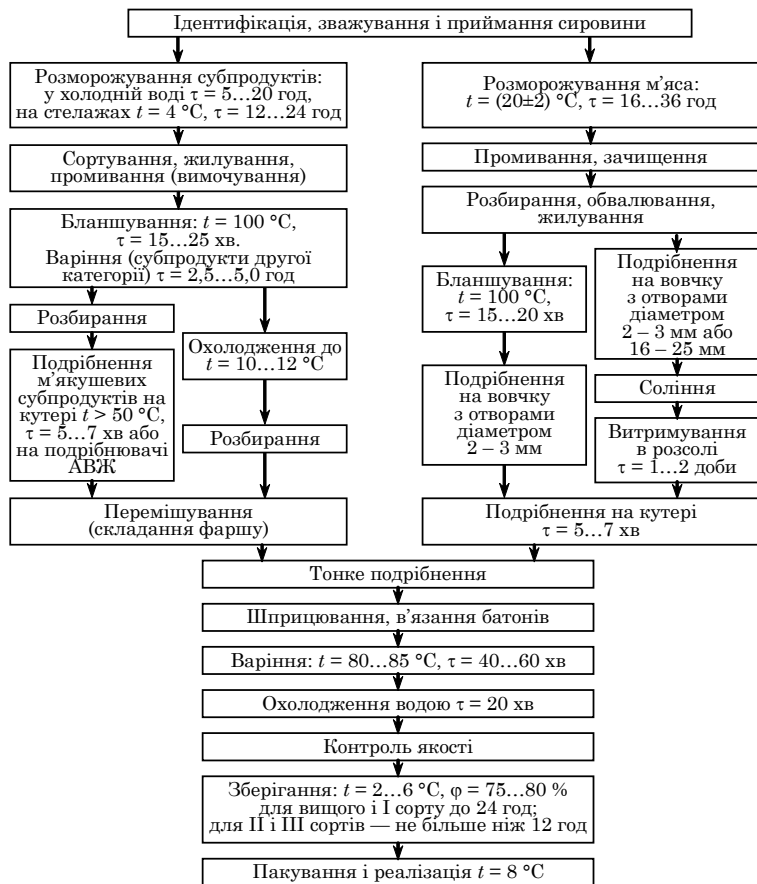 Ідентифікація, зважування і приймання сировини
Розморожування субпродуктів:
у холодній воді τ = 5…20 год,
на стелажах t = 4 °С, τ = 12…24 год
Розморожування м'яса:
t = (20±2) °С, τ = 16…36 год
Сортування, жилування,
промивання (вимочування)
Промивання, зачищення
Розбирання, обвалювання,
жилування
Бланшування: t = 100 °С,
τ = 15…25 хв.
Варіння (субпродукти другої
категорії) τ = 2,5…5,0 год
Бланшування:
t = 100 °С,
τ = 15…20 хв
Подрібнення
на вовчку
з отворами
діаметром
2 – 3 мм або
16 – 25 мм
Розбирання
Охолодження до
t = 10…12 °С
Подрібнення
м'якушевих
субпродуктів на
кутері t > 50 °С,
τ = 5…7 хв або
на подрібнювачі
АВЖ
Розбирання
Подрібнення
на вовчку
з отворами
діаметром
2 – 3 мм
Соління
Витримування
в розсолі
τ = 1…2 доби
Перемішування
(складання фаршу)
Подрібнення на кутері
τ = 5…7 хв
Тонке подрібнення
Шприцювання, в'язання батонів
Варіння: t = 80…85 °С, τ = 40…60 хв
Охолодження водою τ = 20 хв
Контроль якості
Зберігання: t = 2…6 °С, φ = 75…80 %
для вищого і І сорту до 24 год;
для ІІ і ІІІ сортів — не більше ніж 12 год
Пакування і реалізація t = 8 °С